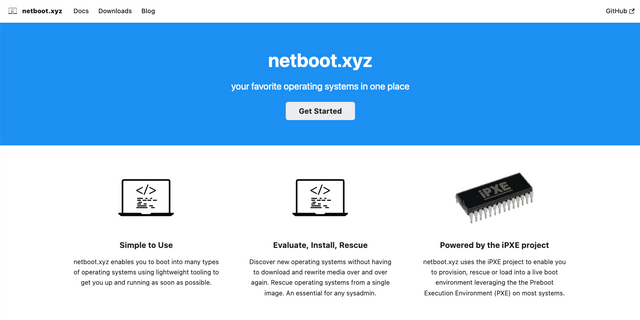 netboot.xyz Docs Downloads Blog GitHub
netboot.xyz
your favorite operating systems in one place
Get Started
</>
</>
iPXE
Simple to Use
netboot.xyz enables you to boot into many types
of operating systems using lightweight tooling to
get you up and running as soon as possible.
Evaluate, Install, Rescue
Discover new operating systems without having
to download and rewrite media over and over
again. Rescue operating systems from a single
image. An essential for any sysadmin.
Powered by the iPXE project
netboot.xyz uses the iPXE project to enable you
to provision, rescue or load into a live boot
environment leveraging the the Preboot
Execution Environment (PXE) on most systems.